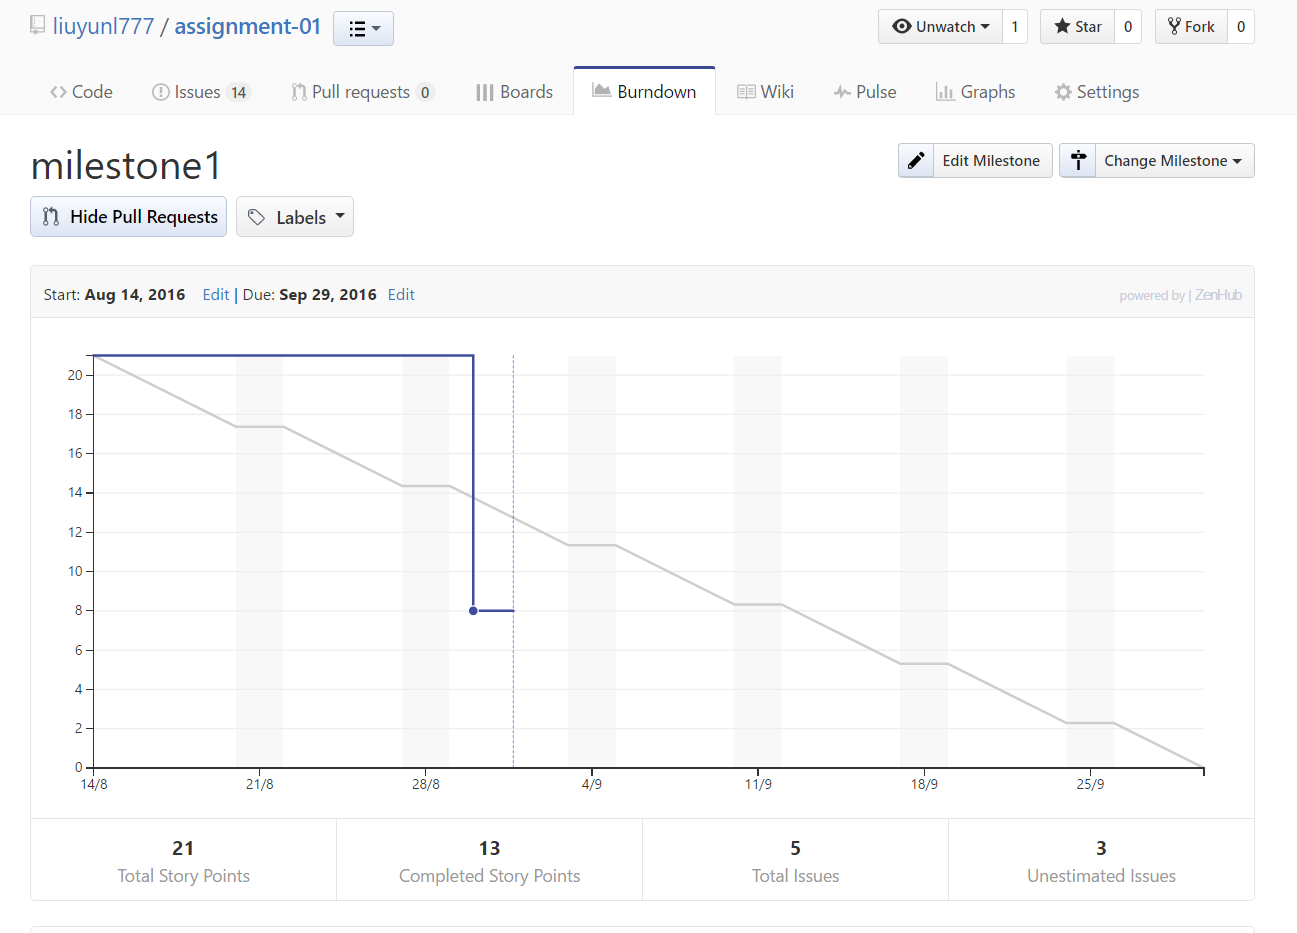 liuyunl777 / assignment-01
Unwatch 1 Star 0 Fork 0
Code Issues 14 Pull requests 0 Boards Burndown Wiki Pulse Graphs Settings
milestone1
Edit Milestone Change Milestone
Hide Pull Requests Labels
Start: Aug 14, 2016 Edit | Due: Sep 29, 2016 Edit powered by | ZenHub
20
18
16
14
12
10
8
6
4
2
0
14/8 21/8 28/8 4/9 11/9 18/9 25/9
21 13 5 3
Total Story Points Completed Story Points Total Issues Unestimated Issues